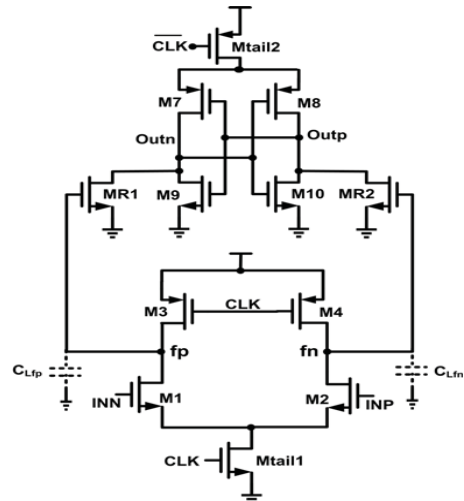 CLK
Mtail2
M7
M8
Outn
Outp
MR1
M9
M10
MR2
M3
CLK
M4
fp
fn
CLfp
CLfn
INN
M1
M2
INP
CLK
Mtail1